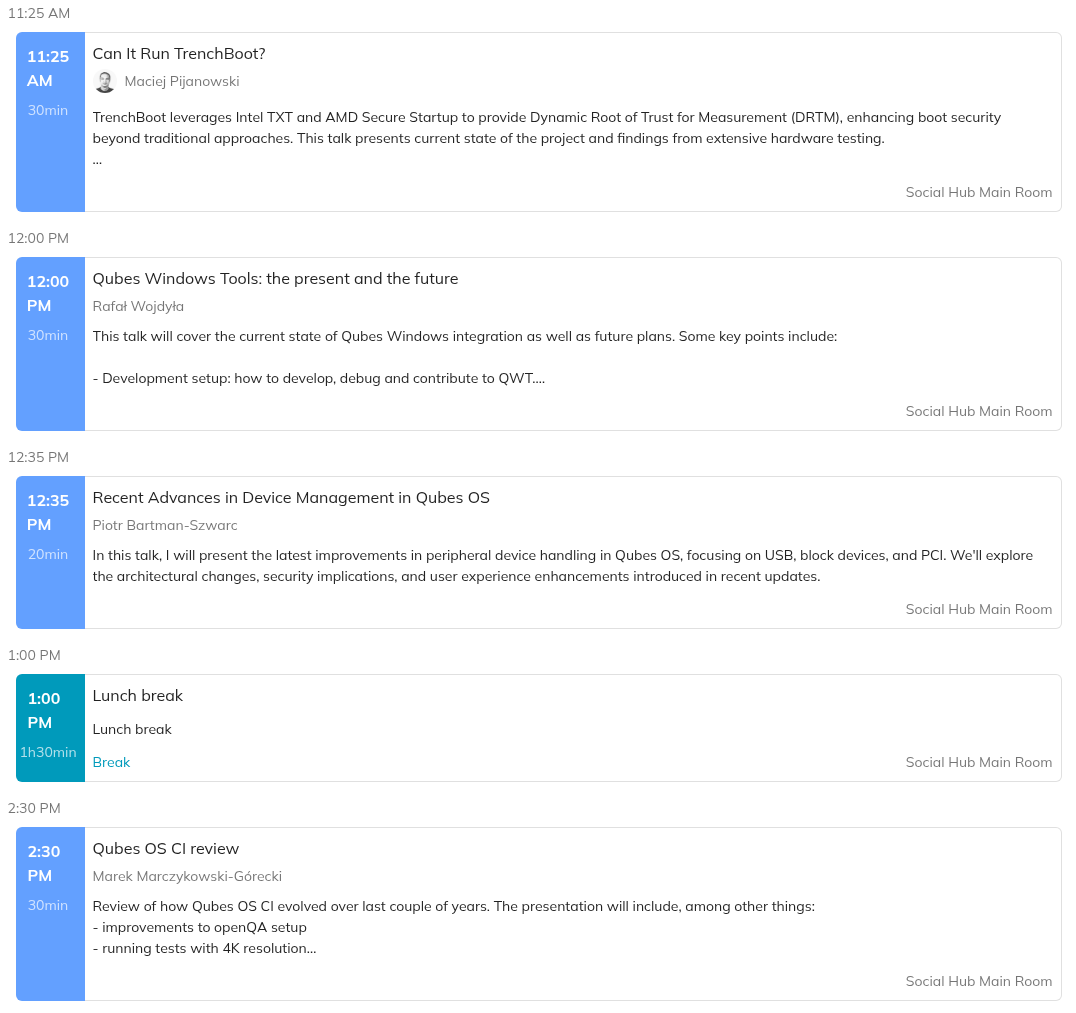 11:25 AM
11:25
AM
30min
Can It Run TrenchBoot?
Maciej Pijanowski
TrenchBoot leverages Intel TXT and AMD Secure Startup to provide Dynamic Root of Trust for Measurement (DRTM), enhancing boot security
beyond traditional approaches. This talk presents current state of the project and findings from extensive hardware testing.
...
Social Hub Main Room
12:00 PM
12:00
PM
30min
Qubes Windows Tools: the present and the future
Rafał Wojdyła
This talk will cover the current state of Qubes Windows integration as well as future plans. Some key points include:
- Development setup: how to develop, debug and contribute to QWT....
Social Hub Main Room
12:35 PM
12:35
PM
20min
Recent Advances in Device Management in Qubes OS
Piotr Bartman-Szwarc
In this talk, I will present the latest improvements in peripheral device handling in Qubes OS, focusing on USB, block devices, and PCI. We'll explore
the architectural changes, security implications, and user experience enhancements introduced in recent updates.
Social Hub Main Room
1:00 PM
1:00
PM
1h30min
Lunch break
Lunch break
Break
Social Hub Main Room
2:30 PM
2:30
PM
30min
Qubes OS CI review
Marek Marczykowski-Górecki
Review of how Qubes OS CI evolved over last couple of years. The presentation will include, among other things:
- improvements to openQA setup
- running tests with 4K resolution...
Social Hub Main Room